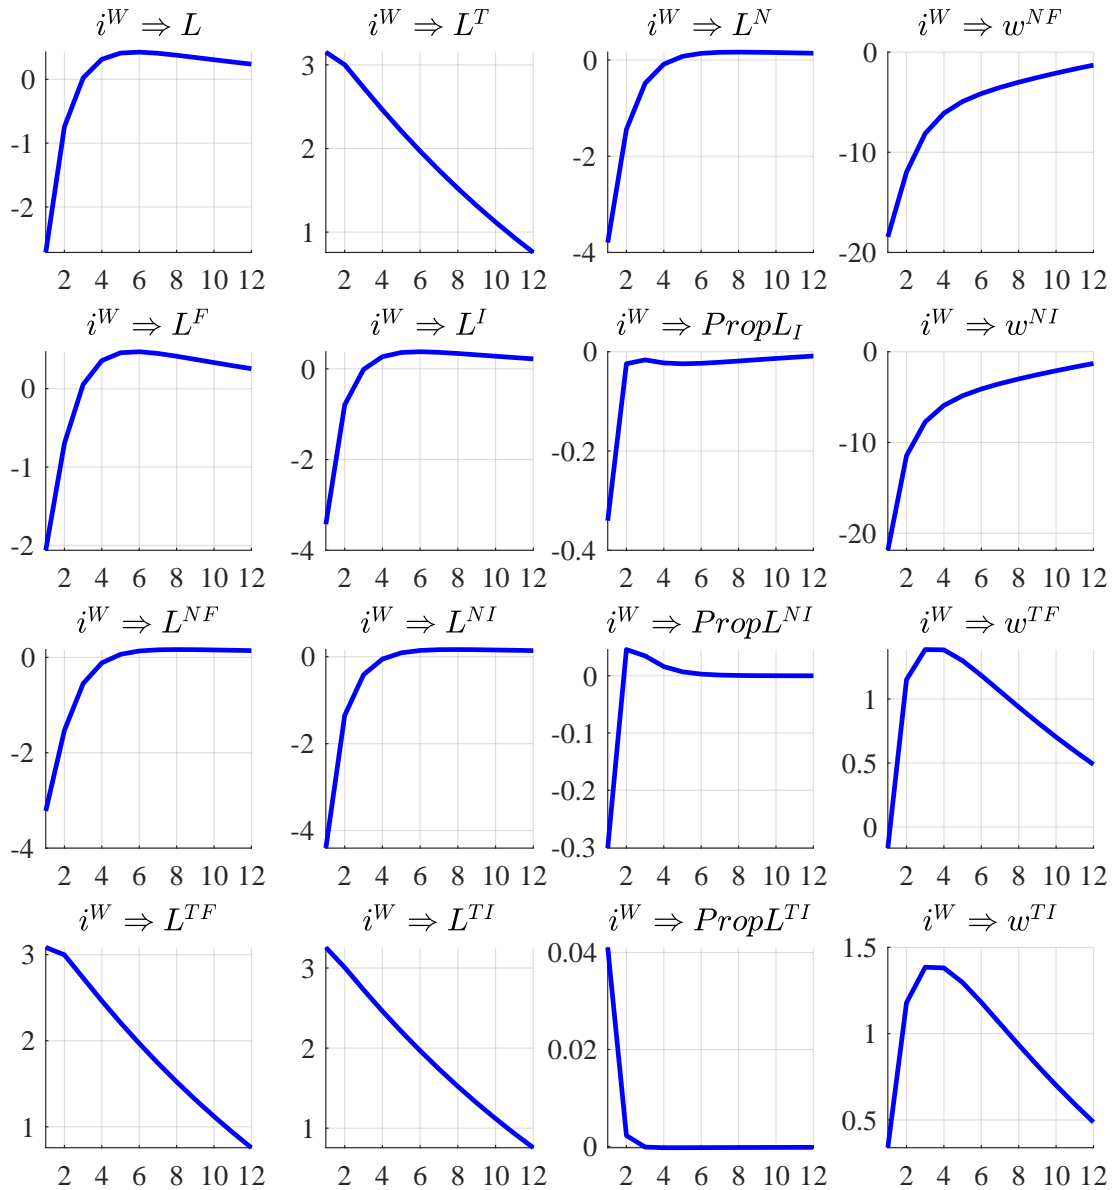 i^W ⇒ L
i^W ⇒ L^T
i^W ⇒ L^N
i^W ⇒ w^{NF}
0
-1
-2
2 4 6 8 10 12
3
2
1
2 4 6 8 10 12
0
-2
-4
2 4 6 8 10 12
0
-10
-20
2 4 6 8 10 12
i^W ⇒ L^F
i^W ⇒ L^I
i^W ⇒ PropL_I
i^W ⇒ w^{NI}
0
-1
-2
2 4 6 8 10 12
0
-2
-4
2 4 6 8 10 12
0
-0.2
-0.4
2 4 6 8 10 12
0
-10
-20
2 4 6 8 10 12
i^W ⇒ L^{NF}
i^W ⇒ L^{NI}
i^W ⇒ PropL^{NI}
i^W ⇒ w^{TF}
0
-2
-4
2 4 6 8 10 12
0
-2
-4
2 4 6 8 10 12
0
-0.1
-0.2
-0.3
2 4 6 8 10 12
1
0.5
0
2 4 6 8 10 12
i^W ⇒ L^{TF}
i^W ⇒ L^{TI}
i^W ⇒ PropL^{TI}
i^W ⇒ w^{TI}
3
2
1
2 4 6 8 10 12
3
2
1
2 4 6 8 10 12
0.04
0.02
0
2 4 6 8 10 12
1.5
1
0.5
2 4 6 8 10 12